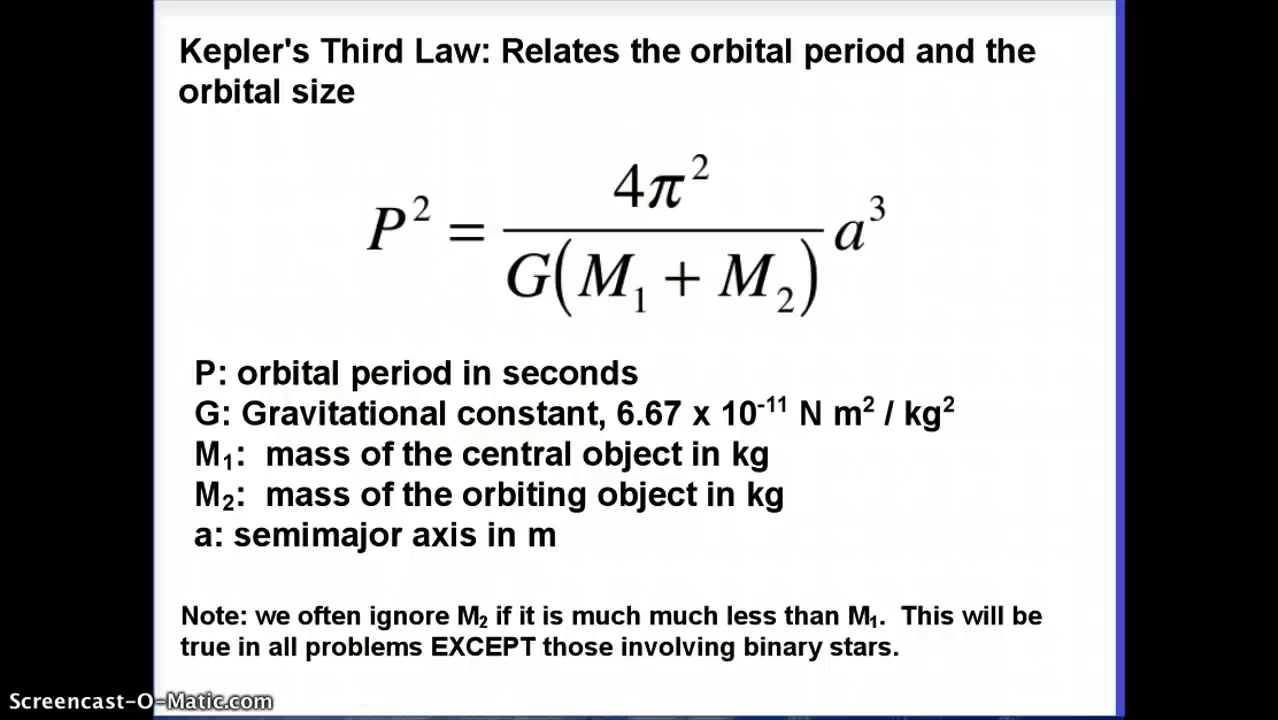 Kepler's Third Law: Relates the orbital period and the
orbital size
P² = 4π² / G(M₁ + M₂) a³
P: orbital period in seconds
G: Gravitational constant, 6.67 x 10⁻¹¹ N m² / kg²
M₁: mass of the central object in kg
M₂: mass of the orbiting object in kg
a: semimajor axis in m
Note: we often ignore M₂ if it is much much less than M₁. This will be
true in all problems EXCEPT those involving binary stars.
Screencast-O-Matic.com